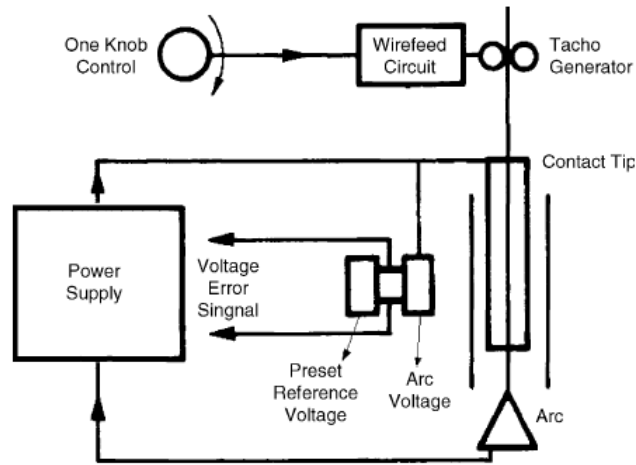 One Knob
Control
Wirefeed
Circuit
Tacho
Generator
Contact Tip
Power
Supply
Voltage
Error
Singnal
Preset
Reference
Voltage
Arc
Voltage
Arc